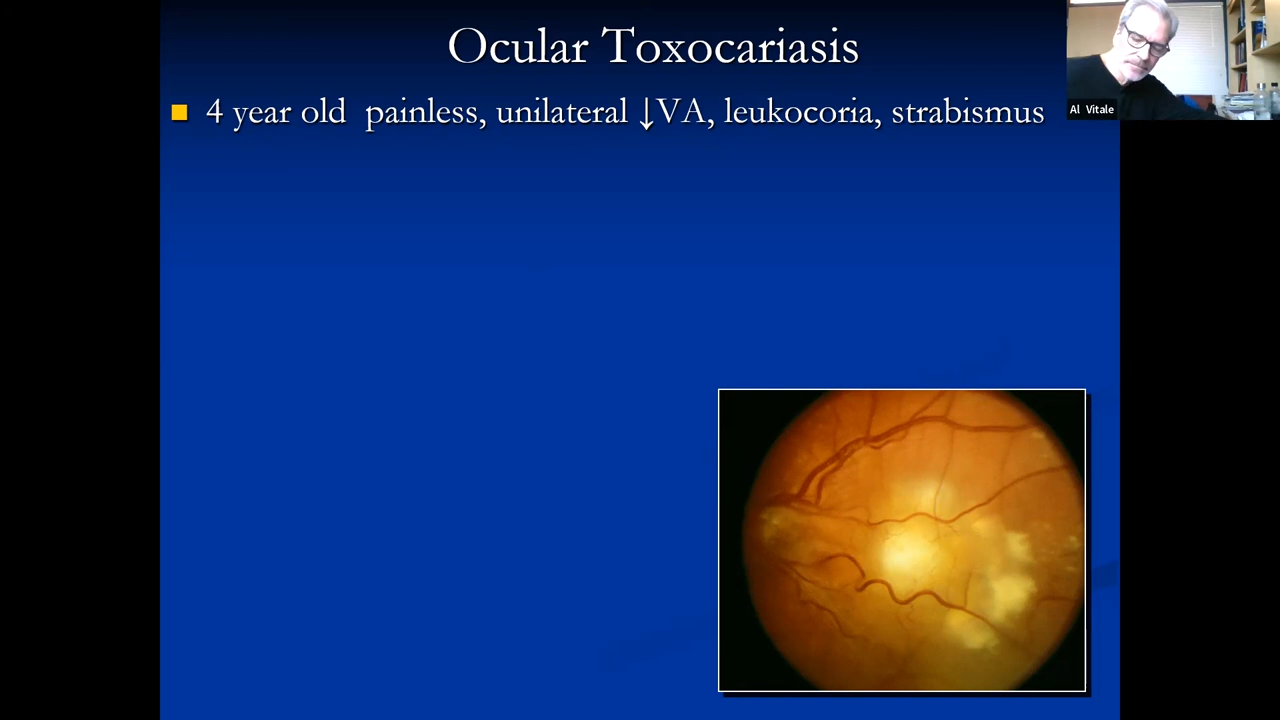 Ocular Toxocariasis
4 year old painless, unilateral ↓VA, leukocoria, strabismus
Al Vitale